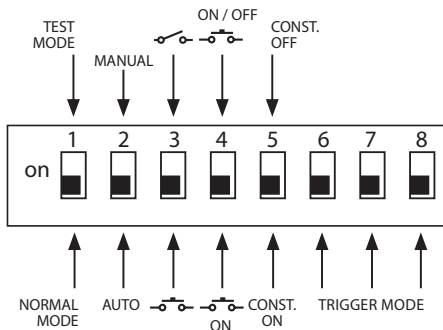 ON / OFF
TEST
MODE
CONST.
OFF
MANUAL
1 2 3 4 5 6 7 8
on
NORMAL
MODE
AUTO
ON
CONST.
ON
TRIGGER MODE